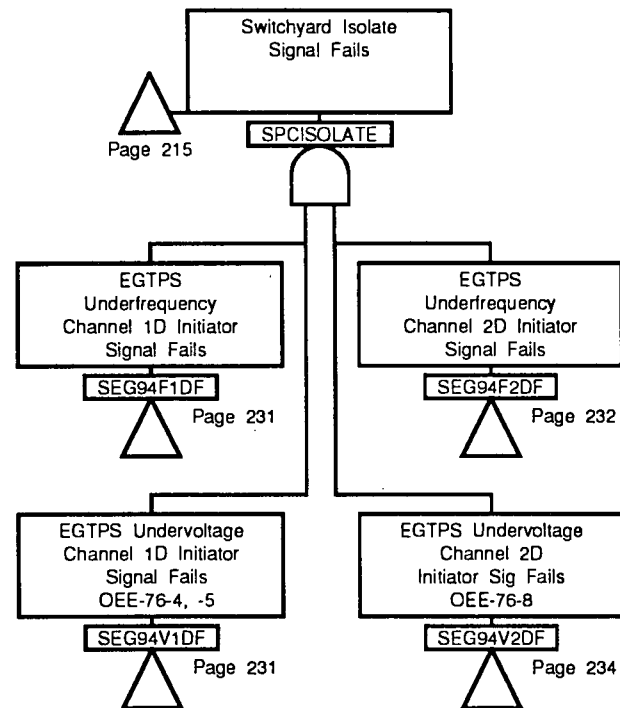 Switchyard Isolate
Signal Fails
SPCISOLATE
Page 215
EGTPS
Underfrequency
Channel 1D Initiator
Signal Fails
SEG94F1DF
Page 231
EGTPS
Underfrequency
Channel 2D Initiator
Signal Fails
SEG94F2DF
Page 232
EGTPS Undervoltage
Channel 1D Initiator
Signal Fails
OEE-76-4, -5
SEG94V1DF
Page 231
EGTPS Undervoltage
Channel 2D
Initiator Sig Fails
OEE-76-8
SEG94V2DF
Page 234